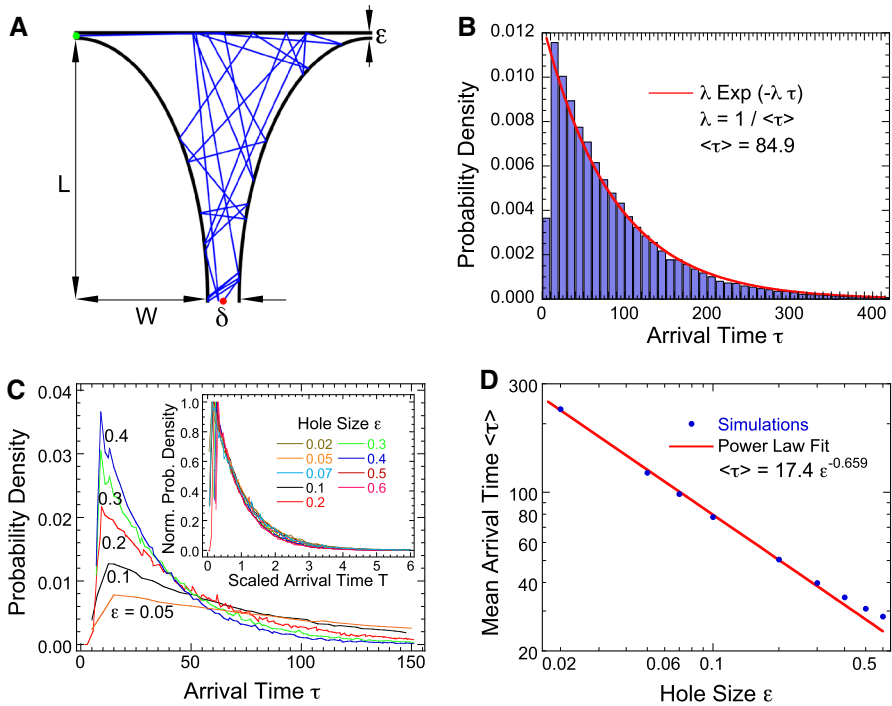 A
ε
L
W
δ
B
Probability Density
0.012
0.010
0.008
0.006
0.004
0.002
0.000
λ Exp (-λ τ)
λ = 1 / <τ>
<τ> = 84.9
0 100 200 300 400
Arrival Time τ
C
Probability Density
0.04
0.03
0.02
0.01
0.00
0.4
0.3
0.2
0.1
ε = 0.05
Norm. Prob. Density
1.0
0.8
0.6
0.4
0.2
0.0
Hole Size ε
0.02 0.3
0.05 0.4
0.07 0.5
0.1 0.6
0.2
0 1 2 3 4 5 6
Scaled Arrival Time T
0 50 100 150
Arrival Time τ
D
Mean Arrival Time <τ>
300
100
80
60
40
20
Simulations
Power Law Fit
<τ> = 17.4 ε-0.659
0.02 0.06 0.1 0.5
Hole Size ε